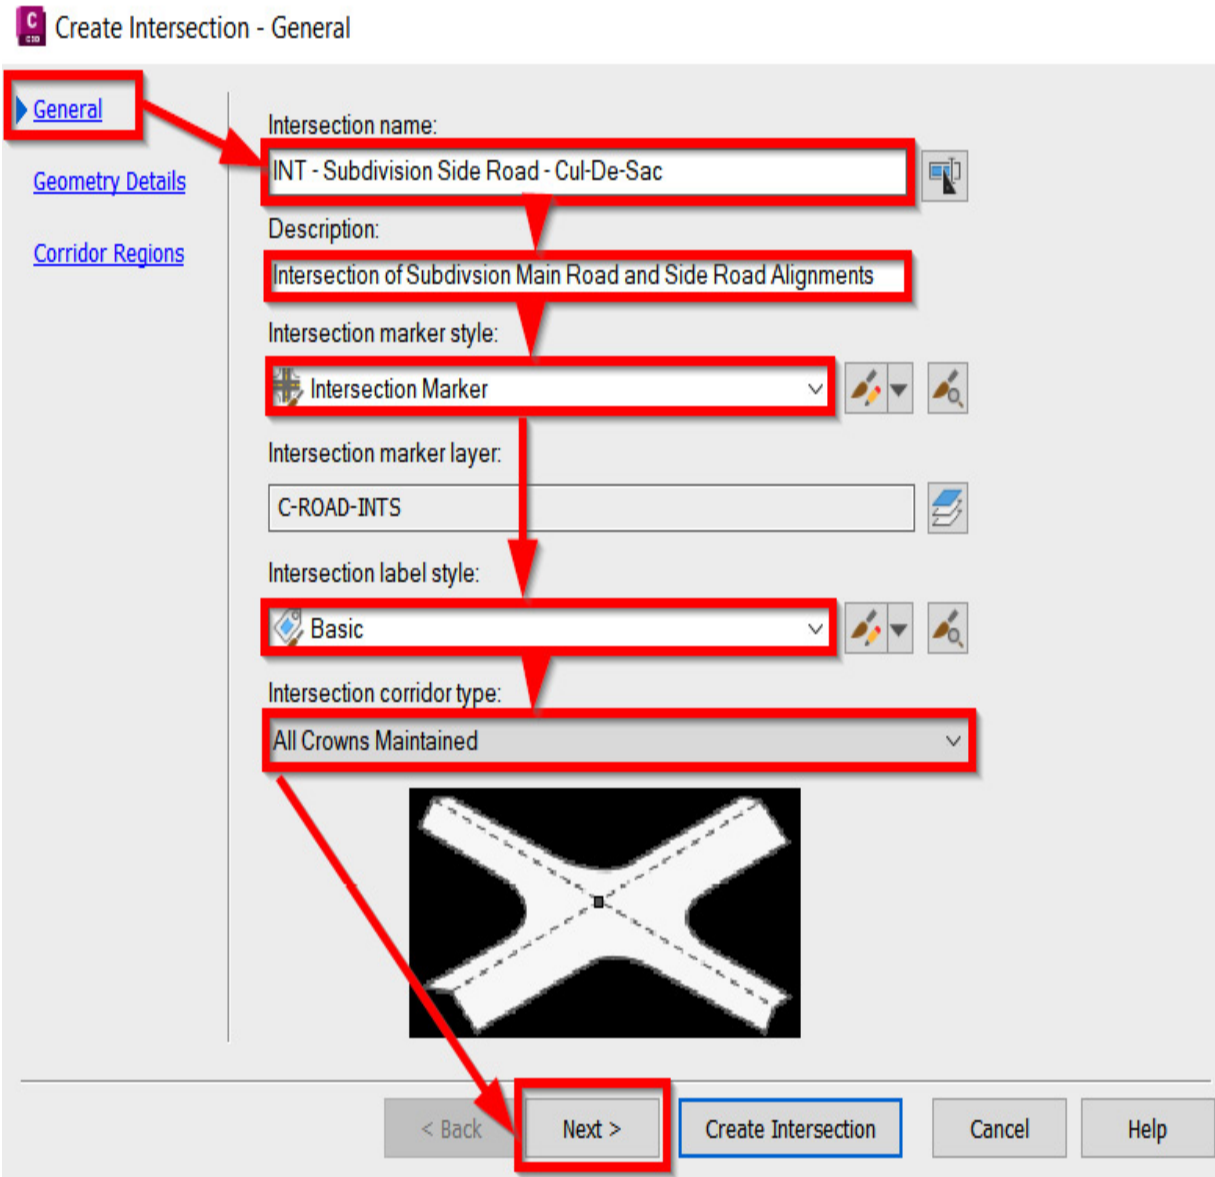 C
C3D
Create Intersection - General
General
Geometry Details
Corridor Regions
Intersection name:
INT - Subdivision Side Road - Cul-De-Sac
Description:
Intersection of Subdivsion Main Road and Side Road Alignments
Intersection marker style:
Intersection Marker
Intersection marker layer:
C-ROAD-INTS
Intersection label style:
Basic
Intersection corridor type:
All Crowns Maintained
< Back
Next >
Create Intersection
Cancel
Help